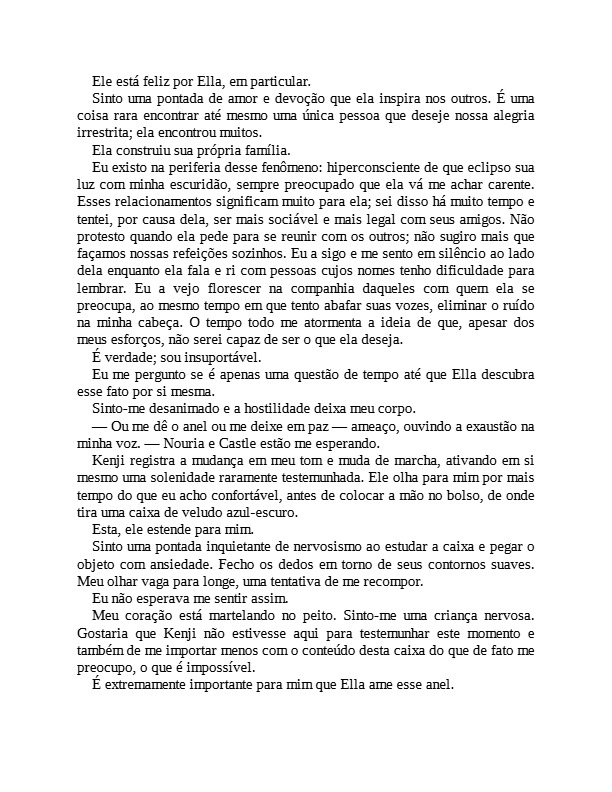 Ele está feliz por Ella, em particular.
Sinto uma pontada de amor e devoção que ela inspira nos outros. É uma
coisa rara encontrar até mesmo uma única pessoa que deseje nossa alegria
irrestrita; ela encontrou muitos.
Ela construiu sua própria família.
Eu existo na periferia desse fenômeno: hiperconsciente de que eclipso sua
luz com minha escuridão, sempre preocupado que ela vá me achar carente.
Esses relacionamentos significam muito para ela; sei disso há muito tempo e
tentei, por causa dela, ser mais sociável e mais legal com seus amigos. Não
protesto quando ela pede para se reunir com os outros; não sugiro mais que
façamos nossas refeições sozinhos. Eu a sigo e me sento em silêncio ao lado
dela enquanto ela fala e ri com pessoas cujos nomes tenho dificuldade para
lembrar. Eu a vejo florescer na companhia daqueles com quem ela se
preocupa, ao mesmo tempo em que tento abafar suas vozes, eliminar o ruído
na minha cabeça. O tempo todo me atormenta a ideia de que, apesar dos
meus esforços, não serei capaz de ser o que ela deseja.
É verdade; sou insuportável.
Eu me pergunto se é apenas uma questão de tempo até que Ella descubra
esse fato por si mesma.
Sinto-me desanimado e a hostilidade deixa meu corpo.
— Ou me dê o anel ou me deixe em paz — ameaço, ouvindo a exaustão na
minha voz. — Nouria e Castle estão me esperando.
Kenji registra a mudança em meu tom e muda de marcha, ativando em si
mesmo uma solenidade raramente testemunhada. Ele olha para mim por mais
tempo do que eu acho confortável, antes de colocar a mão no bolso, de onde
tira uma caixa de veludo azul-escuro.
Esta, ele estende para mim.
Sinto uma pontada inquietante de nervosismo ao estudar a caixa e pegar o
objeto com ansiedade. Fecho os dedos em torno de seus contornos suaves.
Meu olhar vaga para longe, uma tentativa de me recompor.
Eu não esperava me sentir assim.
Meu coração está martelando no peito. Sinto-me uma criança nervosa.
Gostaria que Kenji não estivesse aqui para testemunhar este momento e
também de me importar menos com o conteúdo desta caixa do que de fato me
preocupo, o que é impossível.
É extremamente importante para mim que Ella ame esse anel.